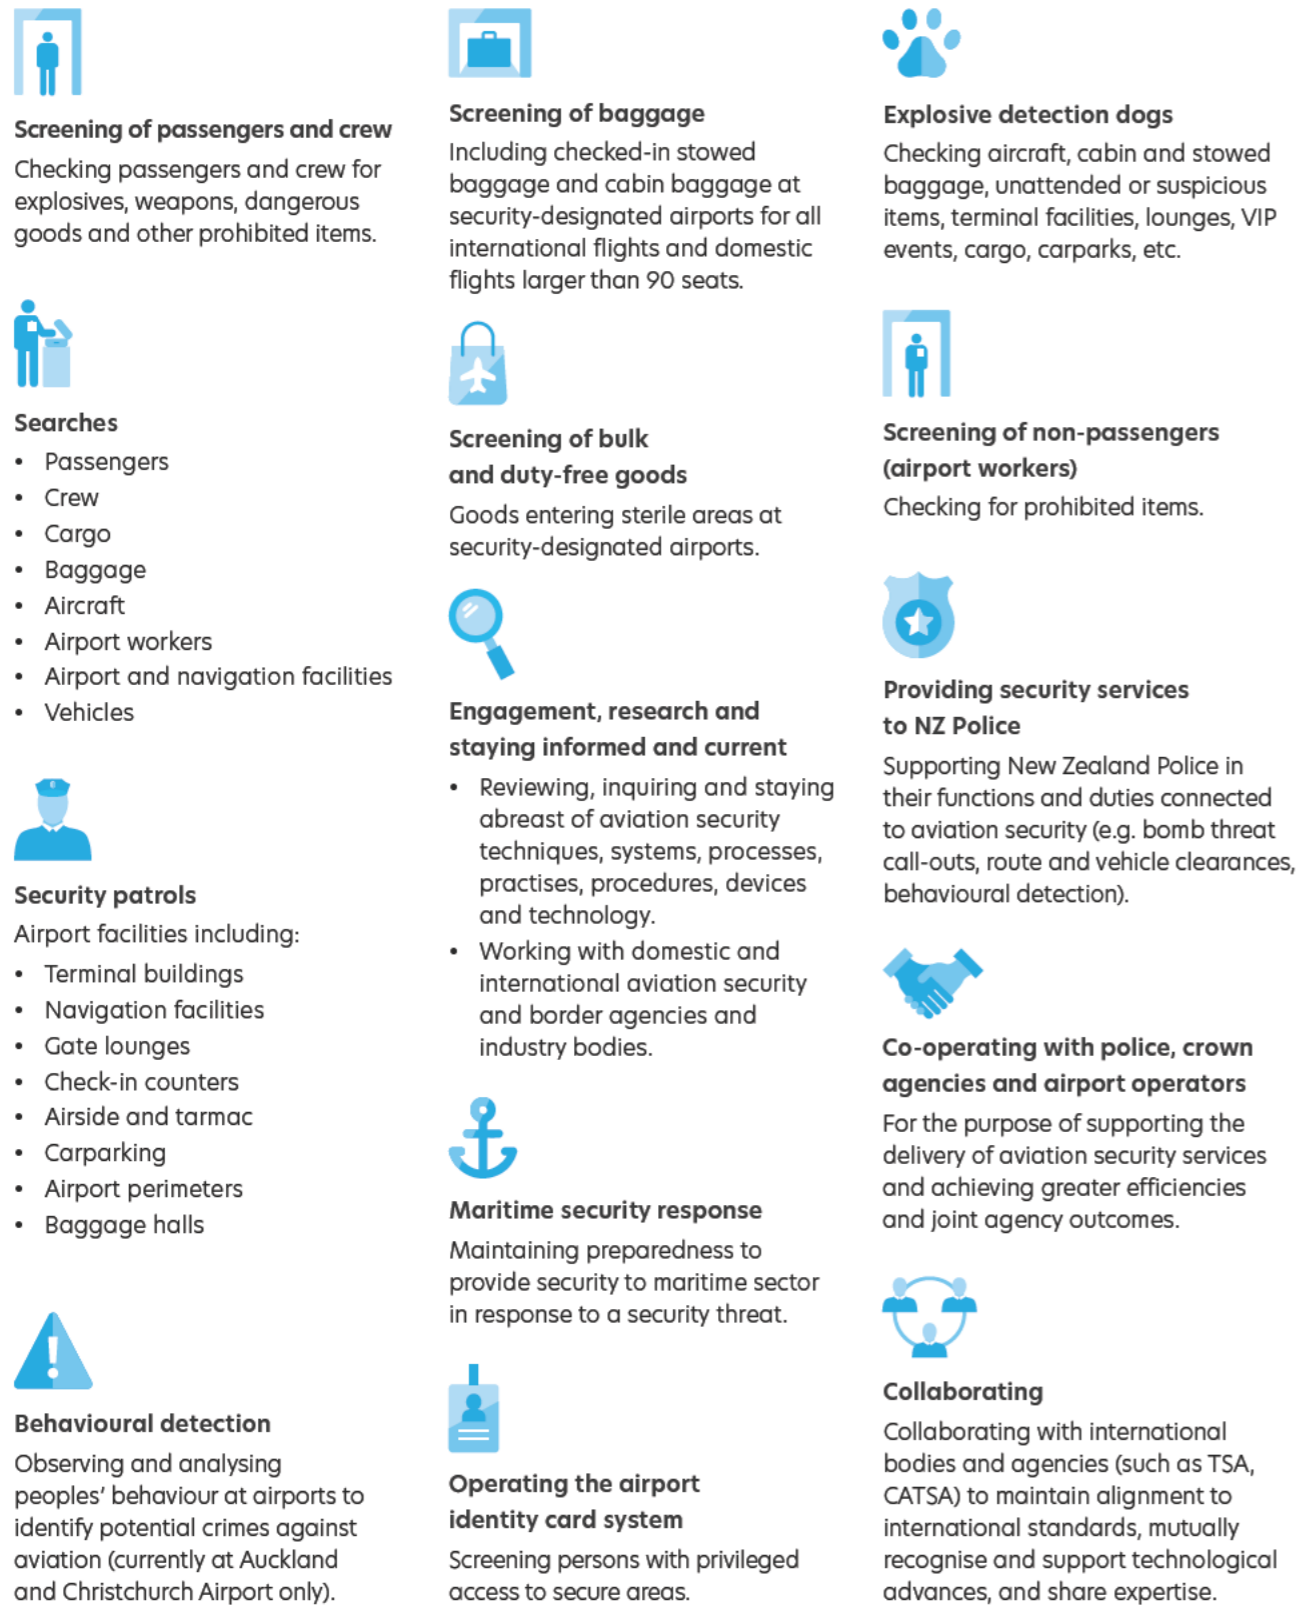 Screening of passengers and crew
Checking passengers and crew for
explosives, weapons, dangerous
goods and other prohibited items.
Searches
• Passengers
• Crew
• Cargo
• Baggage
• Aircraft
• Airport workers
• Airport and navigation facilities
• Vehicles
Security patrols
Airport facilities including:
• Terminal buildings
• Navigation facilities
• Gate lounges
• Check-in counters
• Airside and tarmac
• Carparking
• Airport perimeters
• Baggage halls
Behavioural detection
Observing and analysing
peoples' behaviour at airports to
identify potential crimes against
aviation (currently at Auckland
and Christchurch Airport only).
Screening of baggage
Including checked-in stowed
baggage and cabin baggage at
security-designated airports for all
international flights and domestic
flights larger than 90 seats.
Screening of bulk
and duty-free goods
Goods entering sterile areas at
security-designated airports.
Engagement, research and
staying informed and current
• Reviewing, inquiring and staying
abreast of aviation security
techniques, systems, processes,
practises, procedures, devices
and technology.
• Working with domestic and
international aviation security
and border agencies and
industry bodies.
Maritime security response
Maintaining preparedness to
provide security to maritime sector
in response to a security threat.
Operating the airport
identity card system
Screening persons with privileged
access to secure areas.
Explosive detection dogs
Checking aircraft, cabin and stowed
baggage, unattended or suspicious
items, terminal facilities, lounges, VIP
events, cargo, carparks, etc.
Screening of non-passengers
(airport workers)
Checking for prohibited items.
Providing security services
to NZ Police
Supporting New Zealand Police in
their functions and duties connected
to aviation security (e.g. bomb threat
call-outs, route and vehicle clearances,
behavioural detection).
Co-operating with police, crown
agencies and airport operators
For the purpose of supporting the
delivery of aviation security services
and achieving greater efficiencies
and joint agency outcomes.
Collaborating
Collaborating with international
bodies and agencies (such as TSA,
CATSA) to maintain alignment to
international standards, mutually
recognise and support technological
advances, and share expertise.